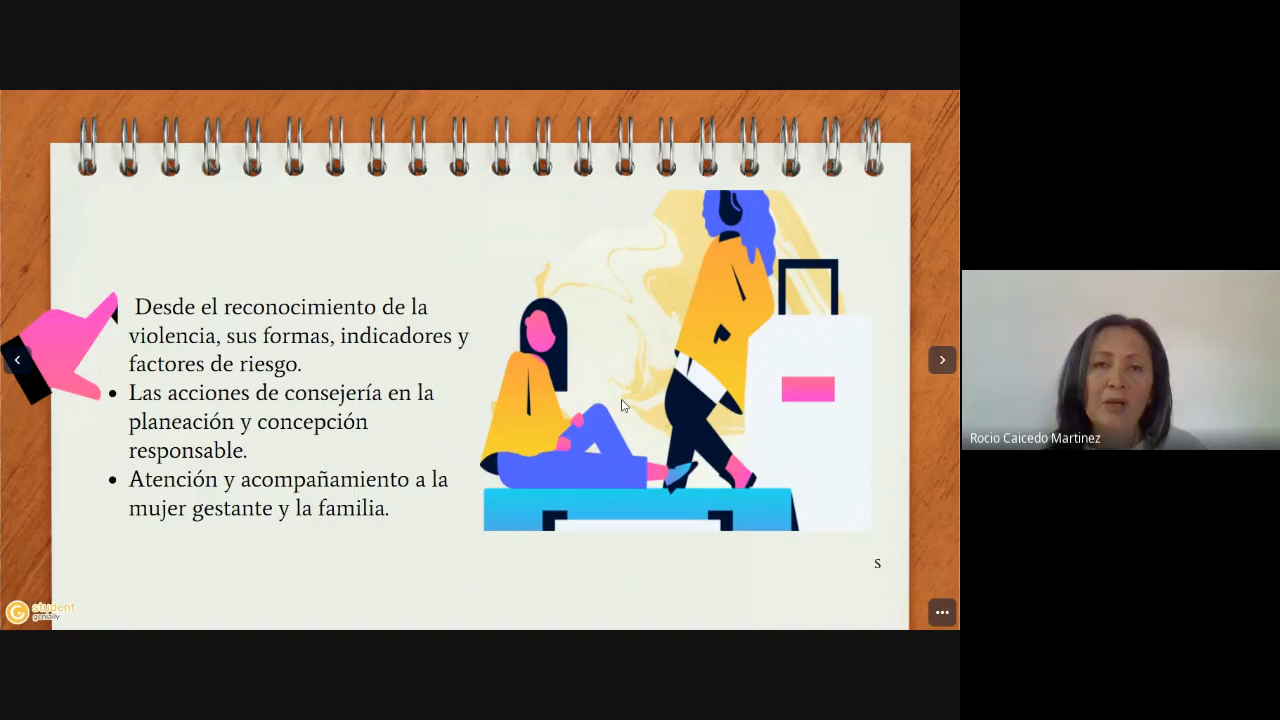 Desde el reconocimiento de la
violencia, sus formas, indicadores y
factores de riesgo.
• Las acciones de consejería en la
planeación y concepción
responsable.
• Atención y acompañamiento a la
mujer gestante y la familia.
S
G student
genially
Rocio Caicedo Martinez